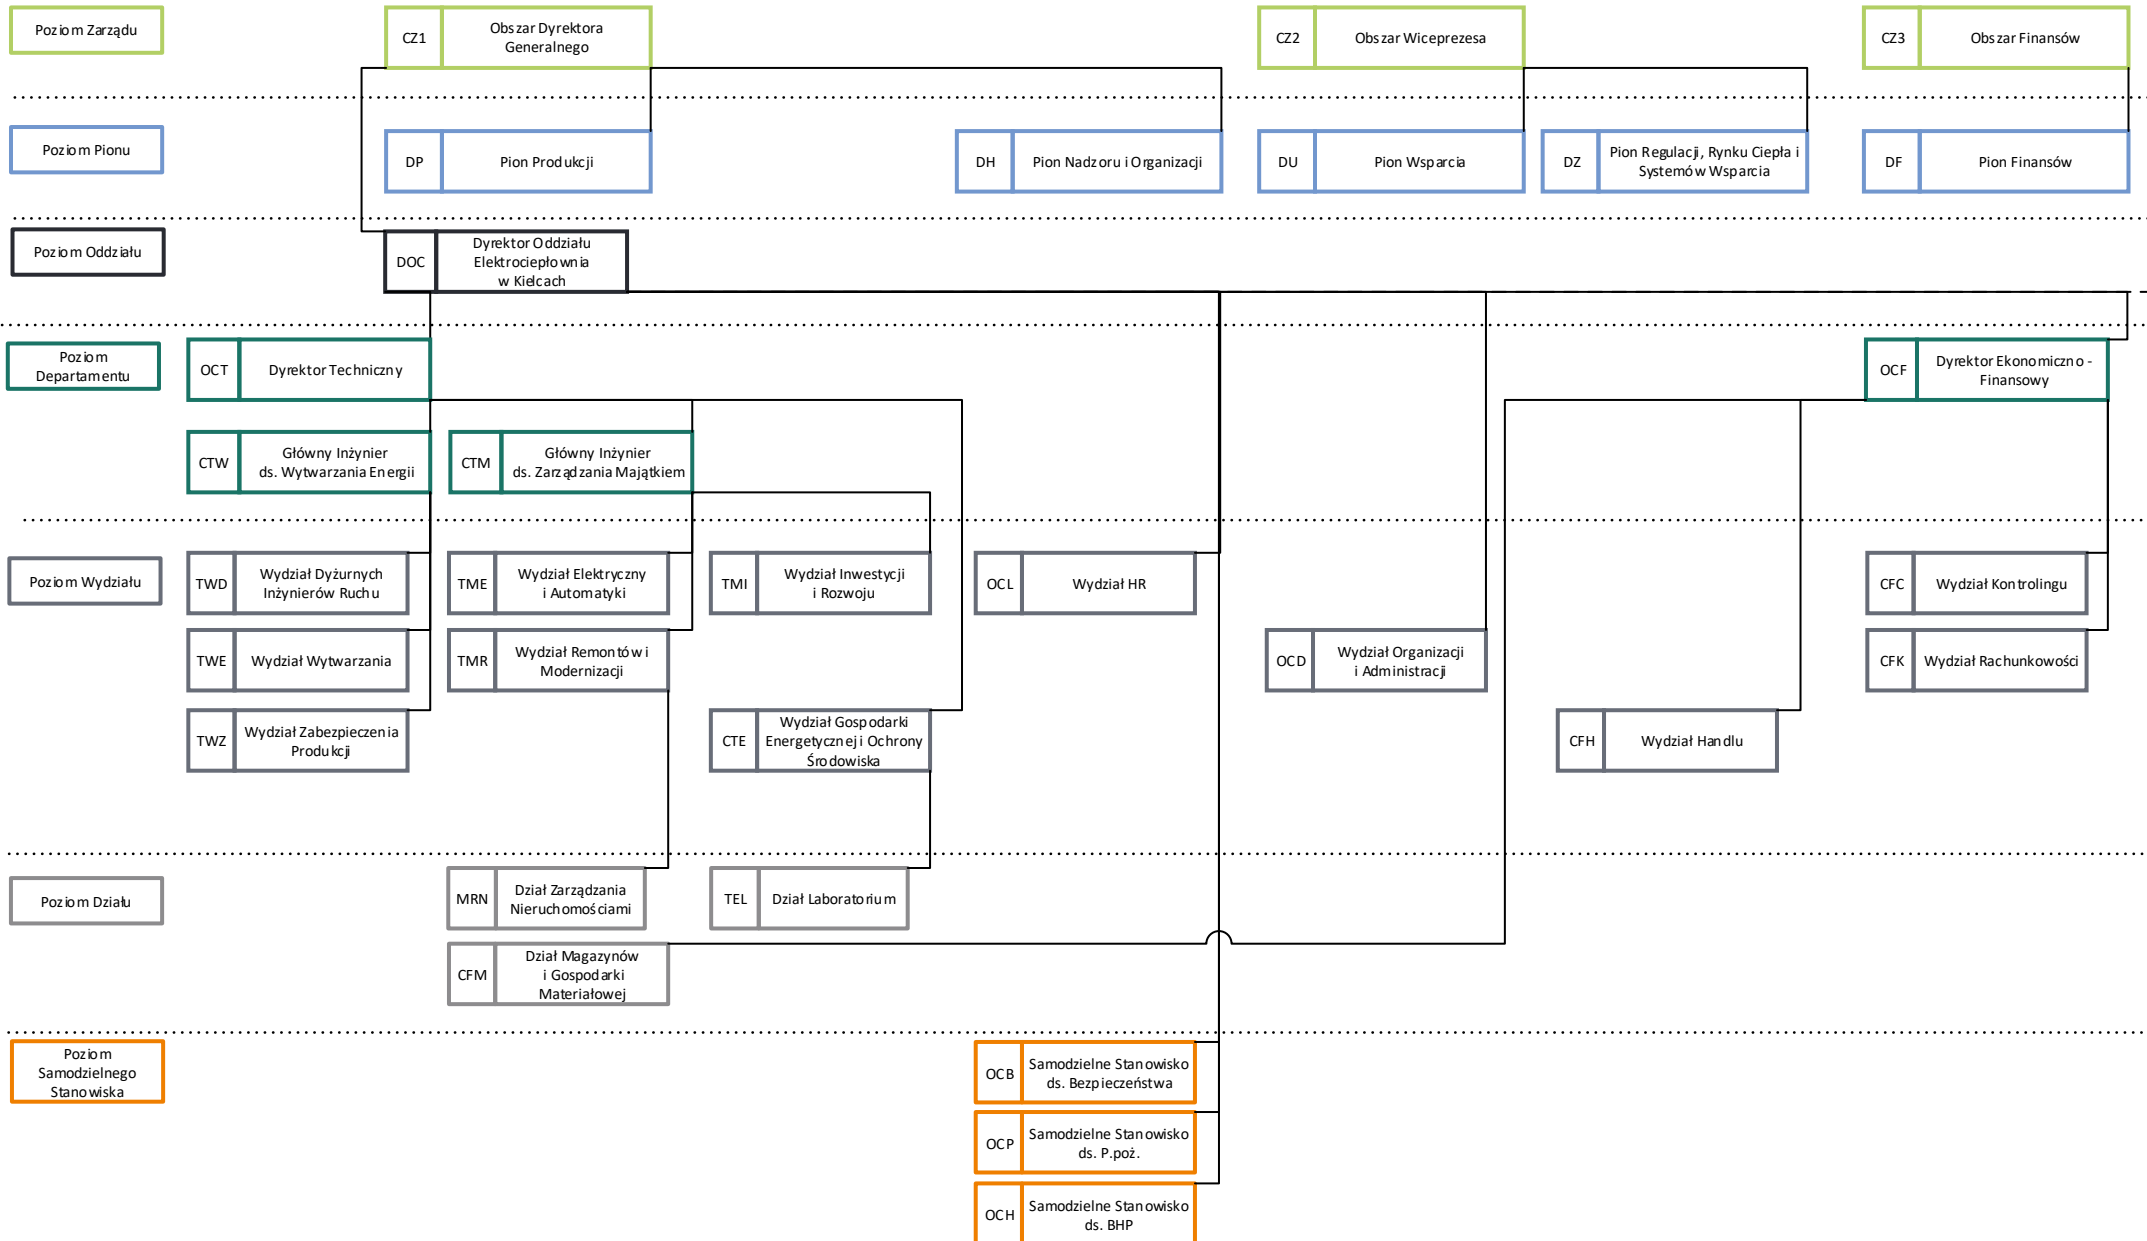 Poziom Zarządu
CZ1
Obszar Dyrektora
Generalnego
CZ2
Obszar Wiceprezesa
CZ3
Obszar Finansów
Poziom Pionu
DP
Pion Produkcji
DH
Pion Nadzoru i Organizacji
DU
Pion Wsparcia
DZ
Pion Regulacji, Rynku Ciepła i
Systemów Wsparcia
DF
Pion Finansów
Poziom Oddziału
DOC
Dyrektor Oddziału
Elektrociepłownia
w Kielcach
Poziom
Departamentu
OCT
Dyrektor Techniczny
OCF
Dyrektor Ekonomiczno -
Finansowy
CTW
Główny Inżynier
ds. Wytwarzania Energii
CTM
Główny Inżynier
ds. Zarządzania Majątkiem
Poziom Wydziału
TWD
Wydział Dyżurnych
Inżynierów Ruchu
TME
Wydział Elektryczny
i Automatyki
TMI
Wydział Inwestycji
i Rozwoju
OCL
Wydział HR
CFC
Wydział Kontrolingu
TWE
Wydział Wytwarzania
TMR
Wydział Remontów i
Modernizacji
OCD
Wydział Organizacji
i Administracji
CFK
Wydział Rachunkowości
TWZ
Wydział Zabezpieczenia
Produkcji
CTE
Wydział Gospodarki
Energetycznej i Ochrony
Środowiska
CFH
Wydział Handlu
Poziom Działu
MRN
Dział Zarządzania
Nieruchomościami
TEL
Dział Laboratorium
CFM
Dział Magazynów
i Gospodarki
Materiałowej
Poziom
Samodzielnego
Stanowiska
OCB
Samodzielne Stanowisko
ds. Bezpieczeństwa
OCP
Samodzielne Stanowisko
ds. P.poż.
OCH
Samodzielne Stanowisko
ds. BHP